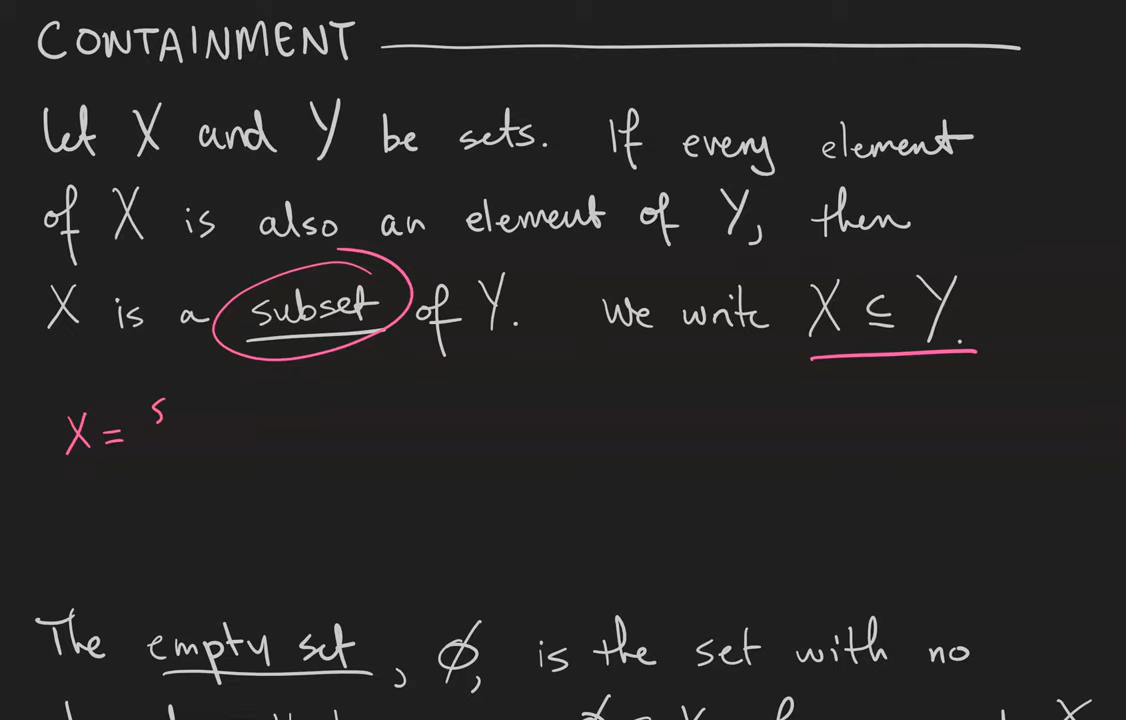 CONTAINMENT
Let X and Y be sets. If every element
of X is also an element of Y, then
X is a subset of Y. We write X ⊆ Y.
X =
The empty set, ∅, is the set with no